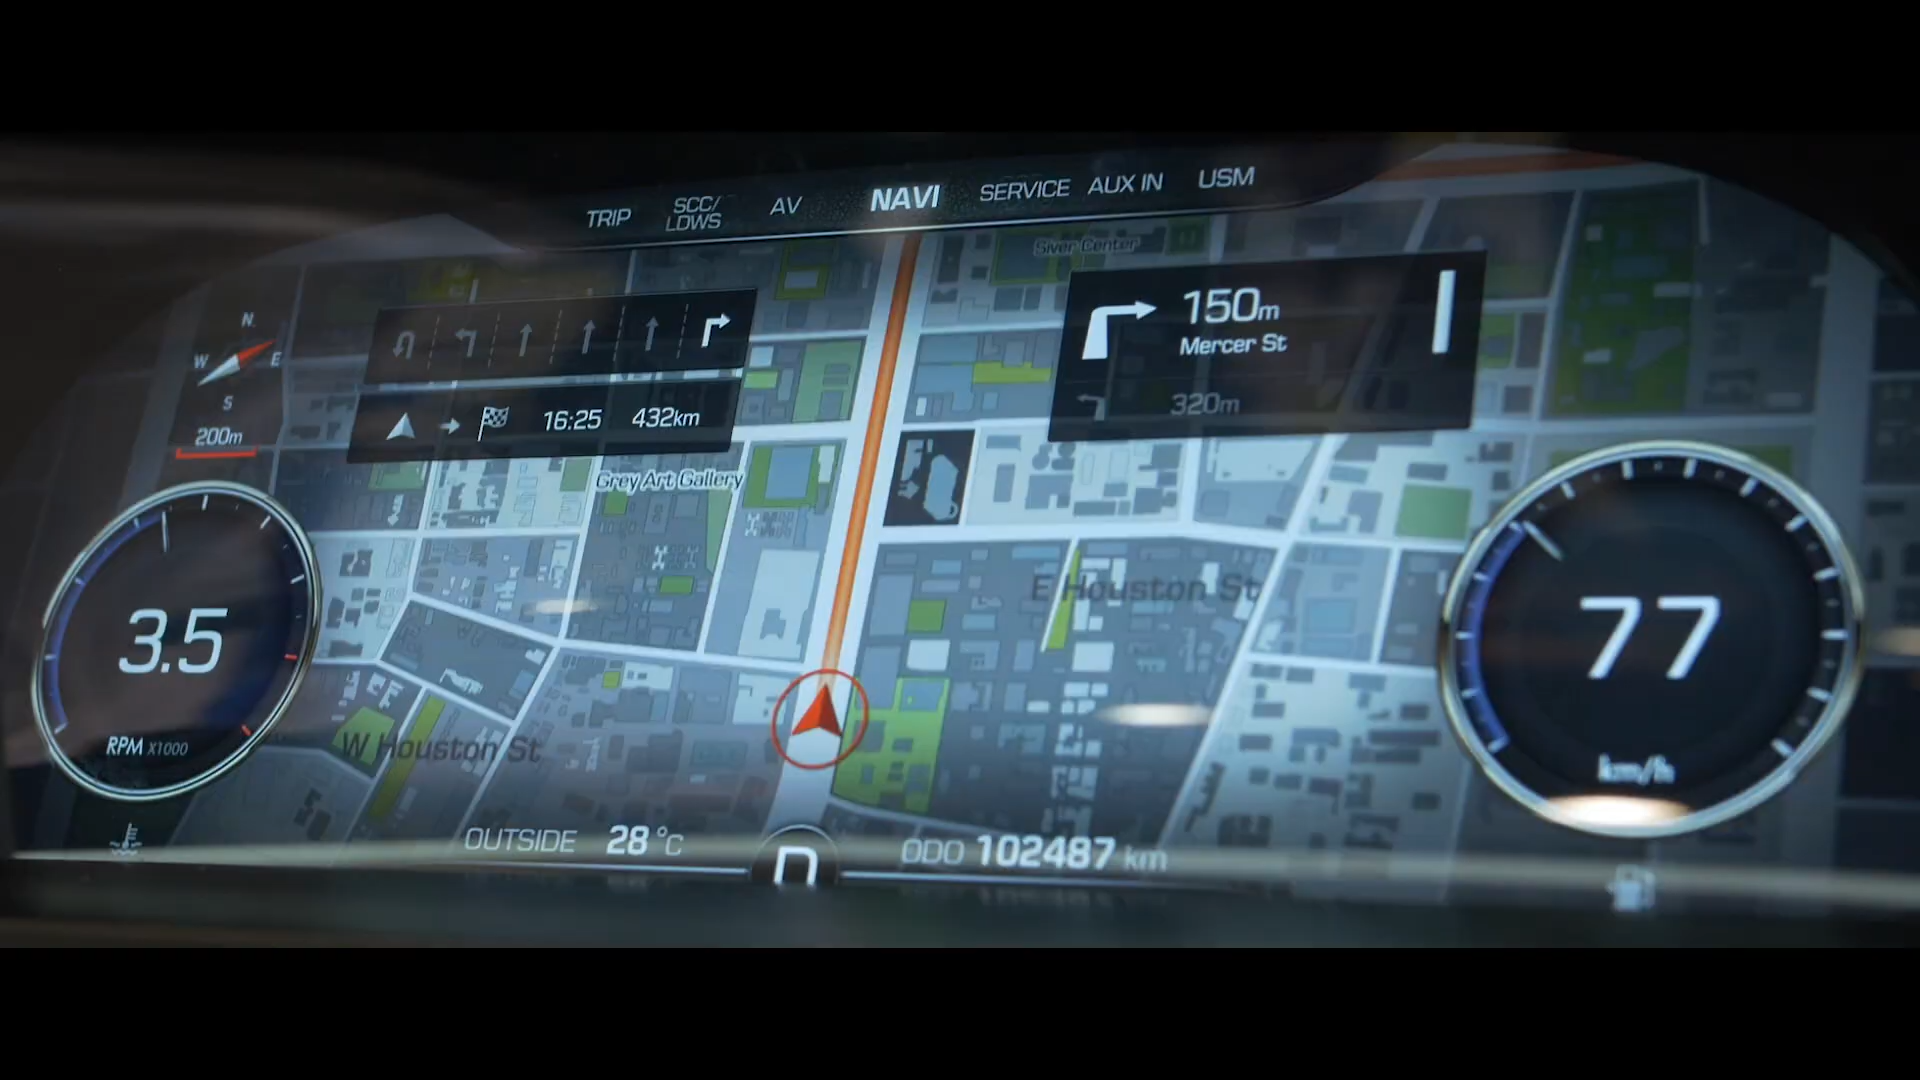 TRIP
SCC/
LDWS
AV
NAVI
SERVICE
AUX IN
USM
Siver Center
N
W
E
S
200m
16:25
432km
150m
Mercer St
320m
Grey Art Gallery
E Houston St
W Houston St
3.5
RPM X1000
77
km/h
OUTSIDE 28°C
D
ODO 102487 km